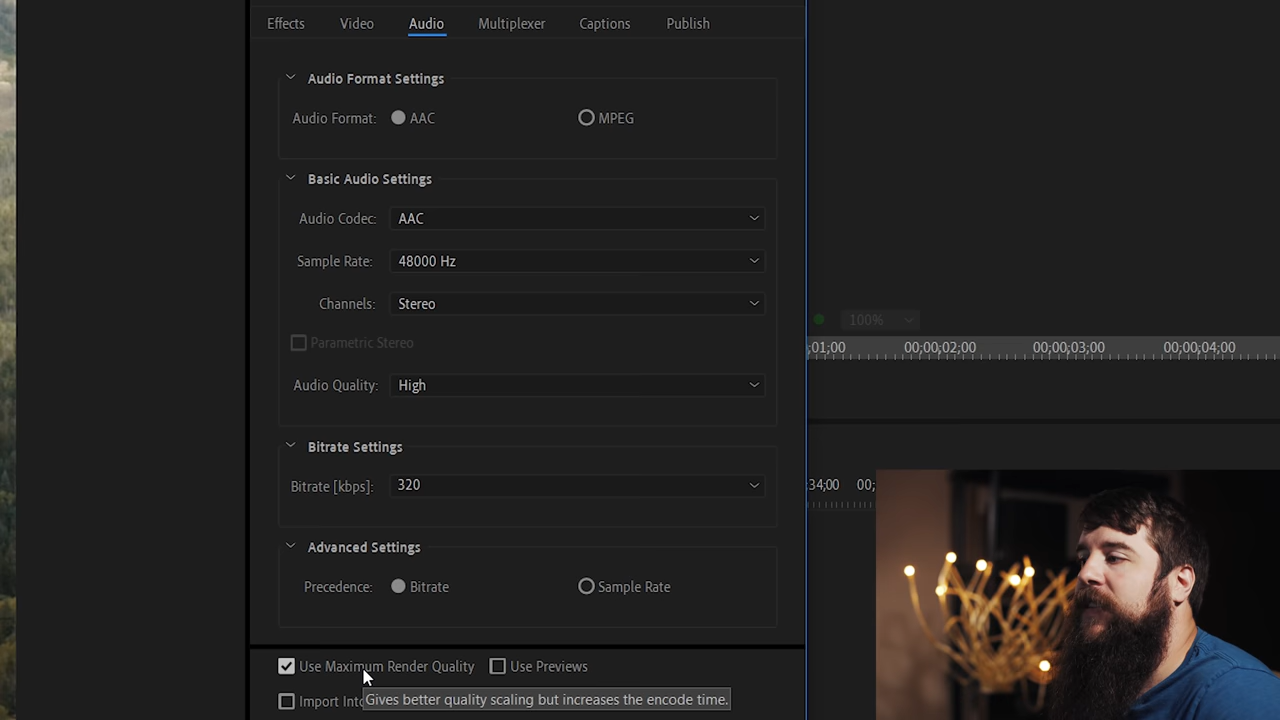 Effects Video Audio Multiplexer Captions Publish
Audio Format Settings
Audio Format: AAC MPEG
Basic Audio Settings
Audio Codec: AAC
Sample Rate: 48000 Hz
Channels: Stereo
Parametric Stereo
Audio Quality: High
Bitrate Settings
Bitrate [kbps]: 320
Advanced Settings
Precedence: Bitrate Sample Rate
Use Maximum Render Quality Use Previews
Import
Gives better quality scaling but increases the encode time.
100%
;01;00 00;00;02;00 00;00;03;00 00;00;04;00
34;00 00;